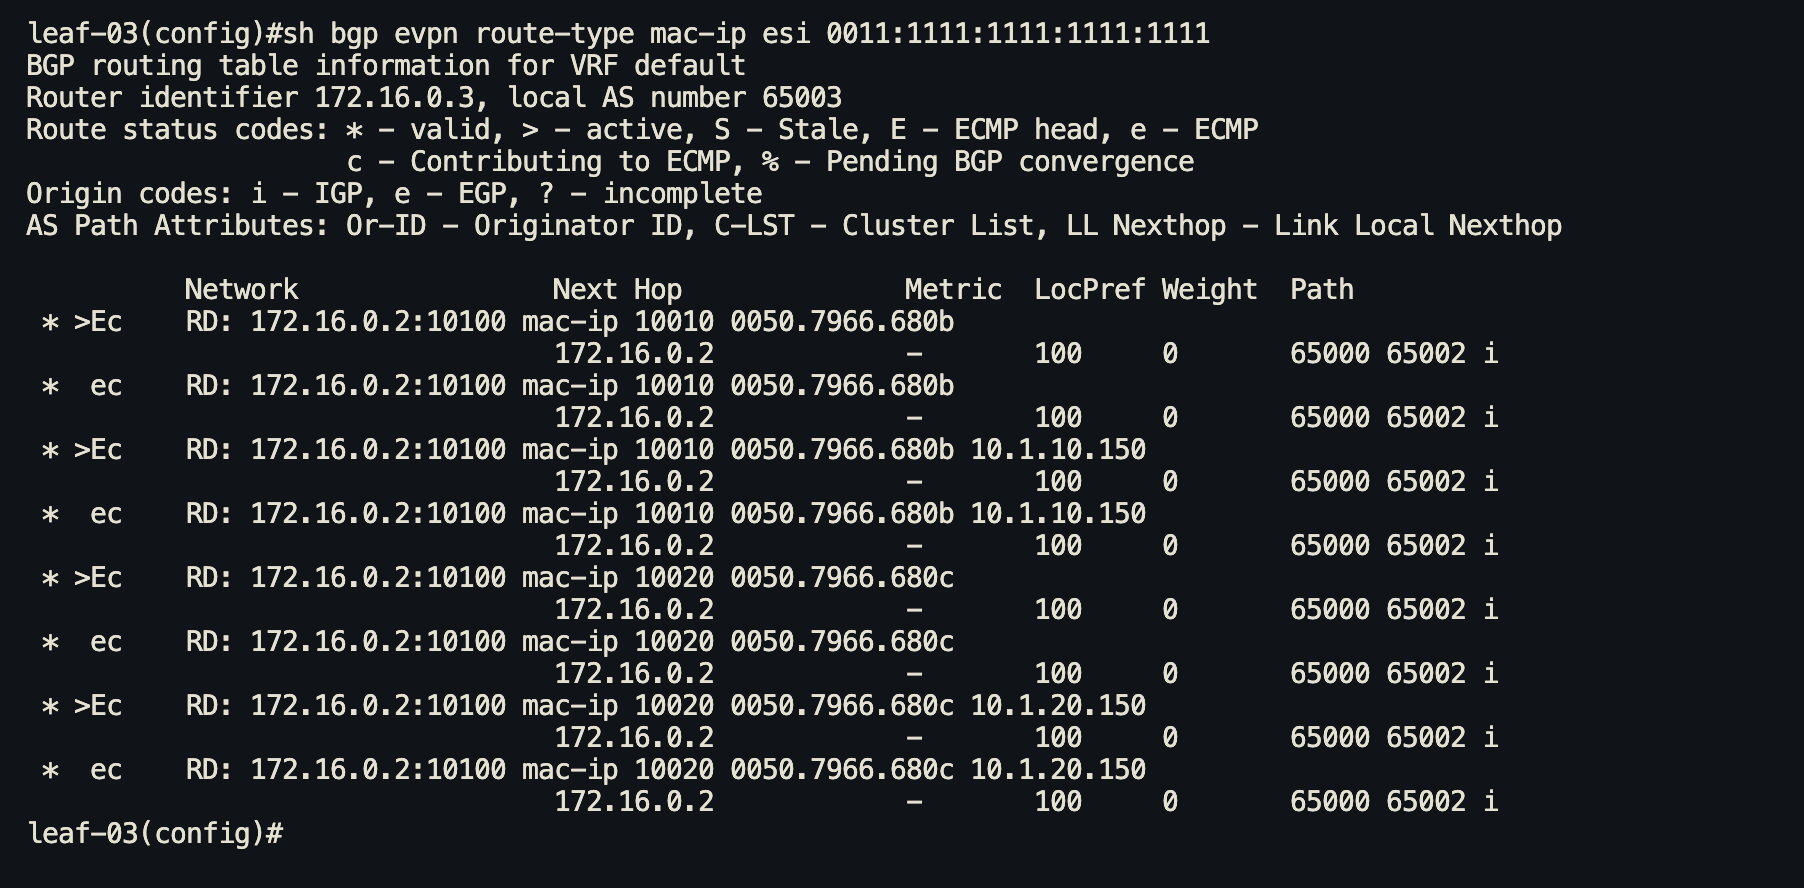 leaf-03(config)#sh bgp evpn route-type mac-ip esi 0011:1111:1111:1111:1111
BGP routing table information for VRF default
Router identifier 172.16.0.3, local AS number 65003
Route status codes: * - valid, > - active, S - Stale, E - ECMP head, e - ECMP
                    c - Contributing to ECMP, % - Pending BGP convergence
Origin codes: i - IGP, e - EGP, ? - incomplete
AS Path Attributes: Or-ID - Originator ID, C-LST - Cluster List, LL Nexthop - Link Local Nexthop

          Network                Next Hop              Metric  LocPref Weight  Path
 * >Ec    RD: 172.16.0.2:10100 mac-ip 10010 0050.7966.680b
                                 172.16.0.2            -       100     0       65000 65002 i
 *  ec    RD: 172.16.0.2:10100 mac-ip 10010 0050.7966.680b
                                 172.16.0.2            -       100     0       65000 65002 i
 * >Ec    RD: 172.16.0.2:10100 mac-ip 10010 0050.7966.680b 10.1.10.150
                                 172.16.0.2            -       100     0       65000 65002 i
 *  ec    RD: 172.16.0.2:10100 mac-ip 10010 0050.7966.680b 10.1.10.150
                                 172.16.0.2            -       100     0       65000 65002 i
 * >Ec    RD: 172.16.0.2:10100 mac-ip 10020 0050.7966.680c
                                 172.16.0.2            -       100     0       65000 65002 i
 *  ec    RD: 172.16.0.2:10100 mac-ip 10020 0050.7966.680c
                                 172.16.0.2            -       100     0       65000 65002 i
 * >Ec    RD: 172.16.0.2:10100 mac-ip 10020 0050.7966.680c 10.1.20.150
                                 172.16.0.2            -       100     0       65000 65002 i
 *  ec    RD: 172.16.0.2:10100 mac-ip 10020 0050.7966.680c 10.1.20.150
                                 172.16.0.2            -       100     0       65000 65002 i
leaf-03(config)#